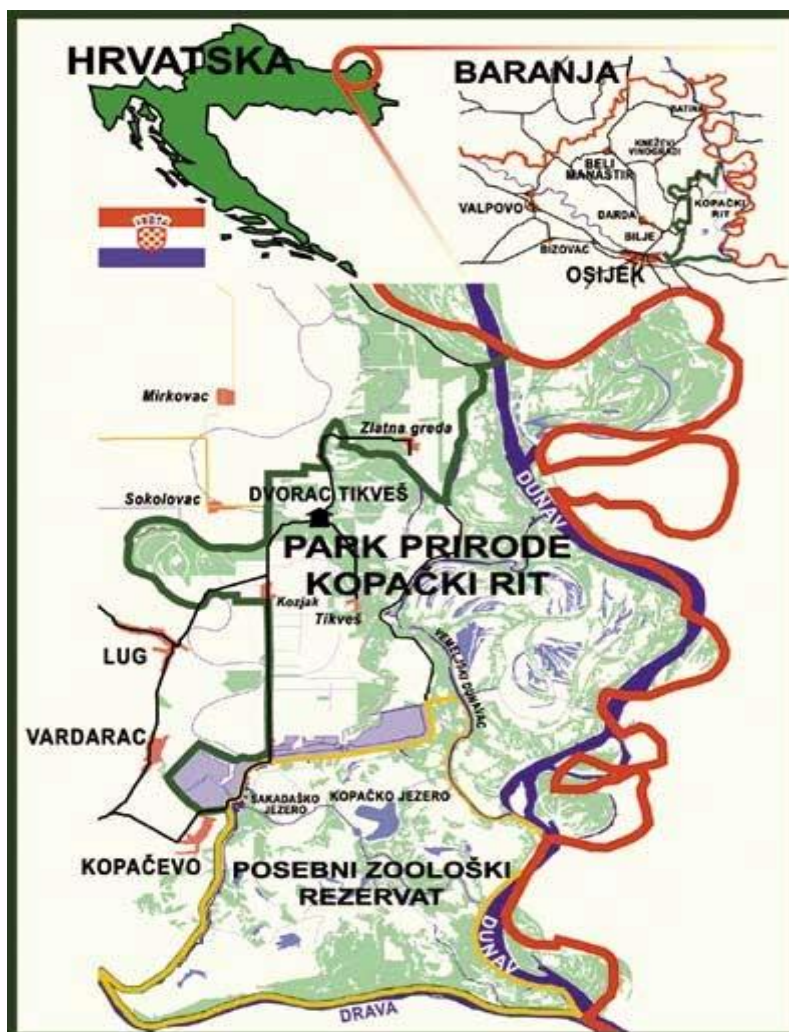 HRVATSKA
BARANJA
BATINA
KNEŽEVI
VINOGRADI
BELI
MANASTIR
KOPAČKI
RIT
VALPOVO
DARDA
BILJE
BIZOVAC
OSIJEK
Mirkovac
Zlatna greda
DUNAV
Sokolovac
DVORAC TIKVEŠ
PARK PRIRODE
KOPAČKI RIT
Kozjak
Tikveš
LUG
VEMELJSKI DUNAVAC
VARDARAC
SAKADAŠKO
JEZERO
KOPAČKO JEZERO
KOPAČEVO
POSEBNI ZOOLOŠKI
REZERVAT
DUNAV
DRAVA